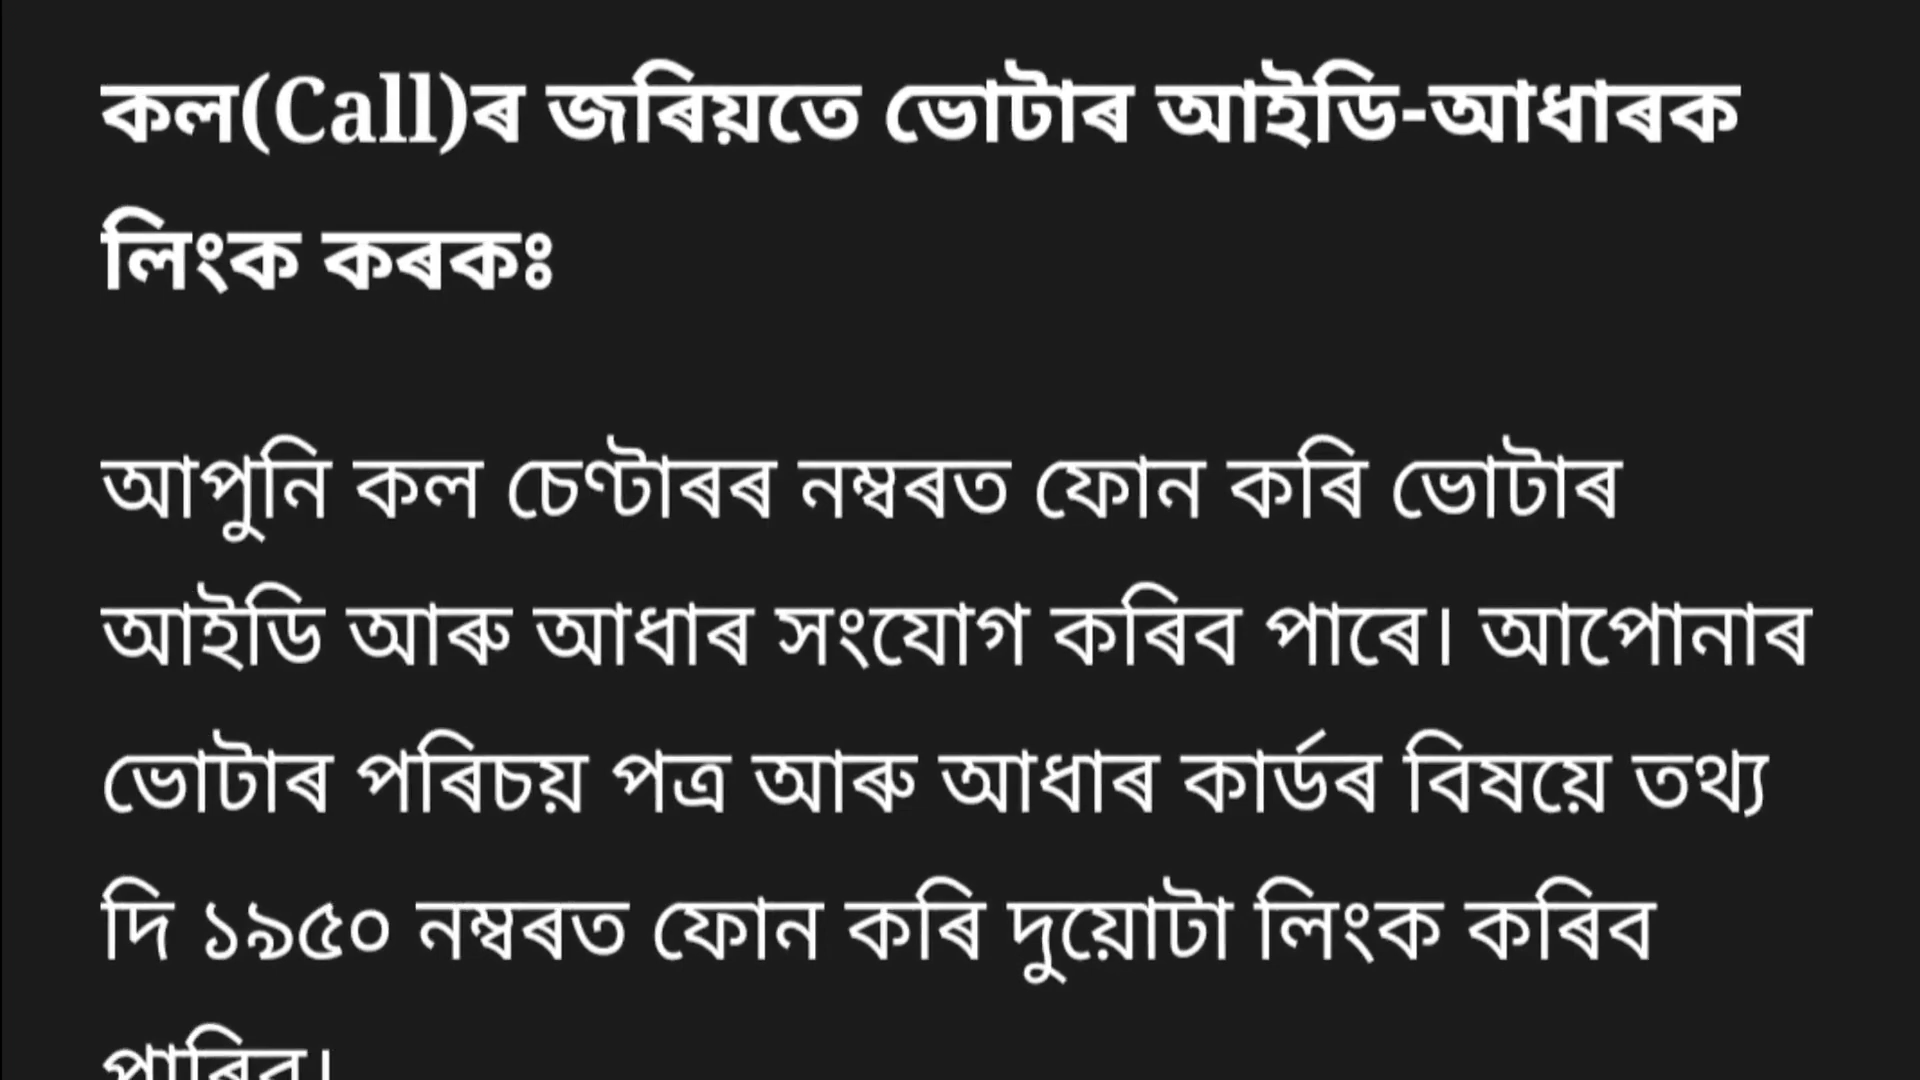 কল(Call)ৰ জৰিয়তে ভোটাৰ আইডি-আধাৰক
লিংক কৰকঃ
আপুনি কল চেণ্টাৰৰ নম্বৰত ফোন কৰি ভোটাৰ
আইডি আৰু আধাৰ সংযোগ কৰিব পাৰে। আপোনাৰ
ভোটাৰ পৰিচয় পত্ৰ আৰু আধাৰ কাৰ্ডৰ বিষয়ে তথ্য
দি ১৯৫০ নম্বৰত ফোন কৰি দুয়োটা লিংক কৰিব
পাৰিব।